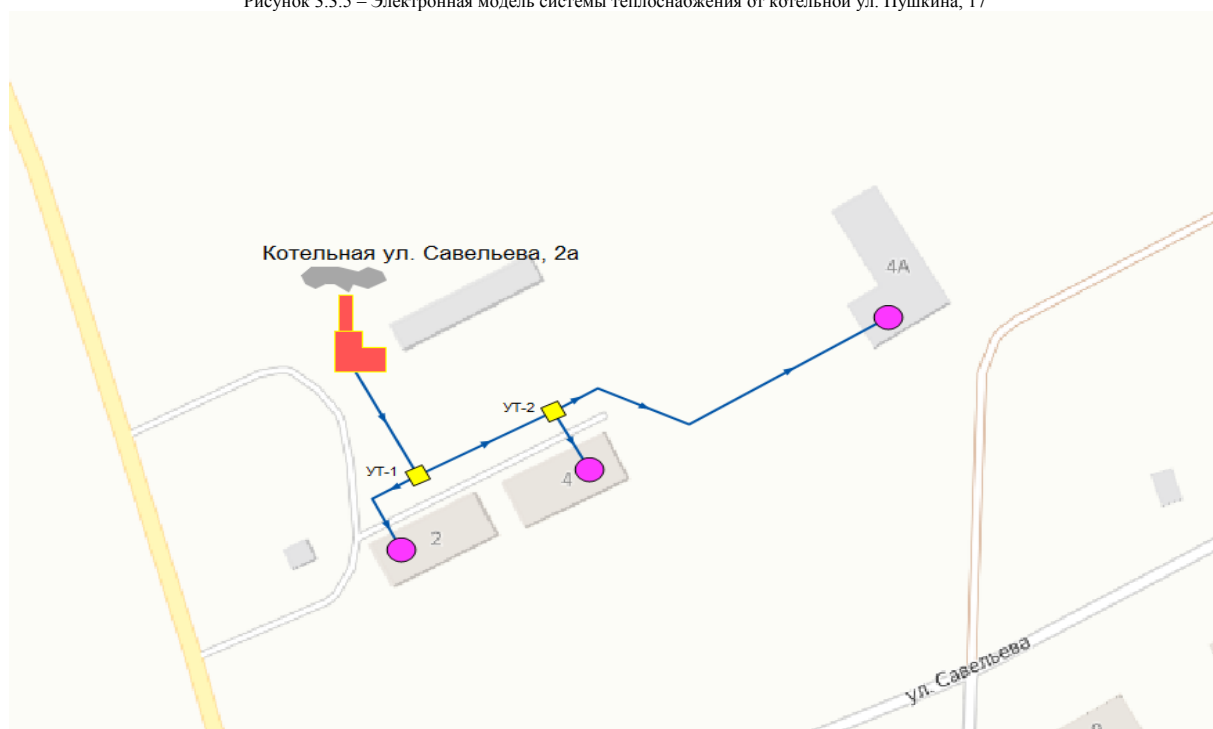 Рисунок 3.3.5 – Электронная модель системы теплоснабжения от котельной ул. Пушкина, 17
Котельная ул. Савельева, 2а
4А
УТ-2
УТ-1
4
2
ул. Савельева